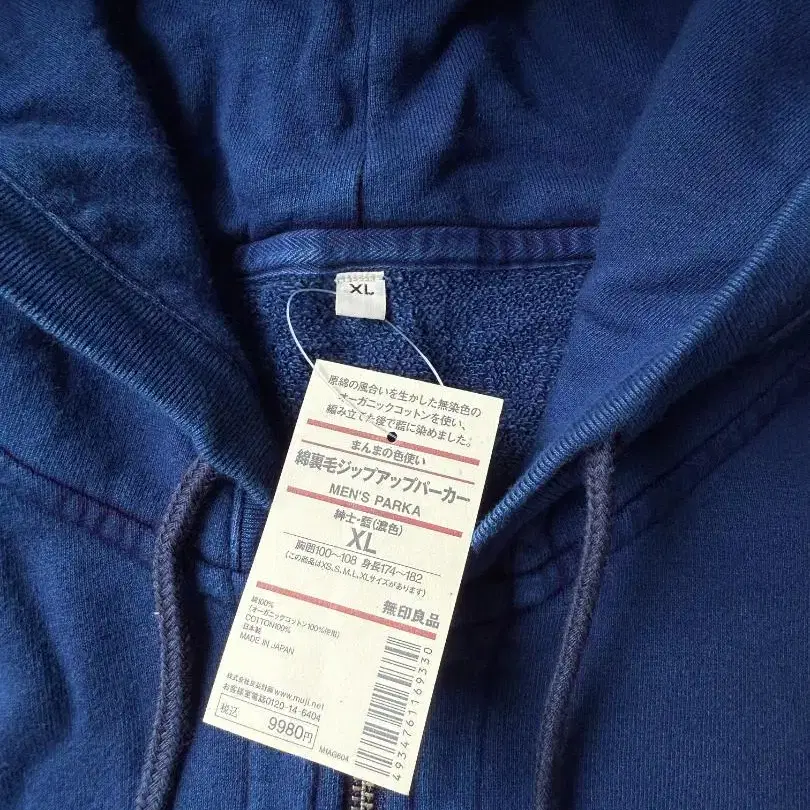 XL
原綿の風合いを生かした無染色の
オーガニックコットンを使い、
編み立てた後で藍に染めました。
まんまの色使い
綿裏毛ジップアップパーカー
MEN'S PARKA
紳士・藍(濃色)
XL
胸囲100〜108 身長174〜182
(この商品はXS,S,M,L,XLサイズがあります)
無印良品
綿100%
(オーガニックコットン100%使用)
COTTON100%
日本製
MADE IN JAPAN
株式会社良品計画 www.muji.net
お客様室電話0120-14-6404
税込 9980円
M1AG604
4934761169330